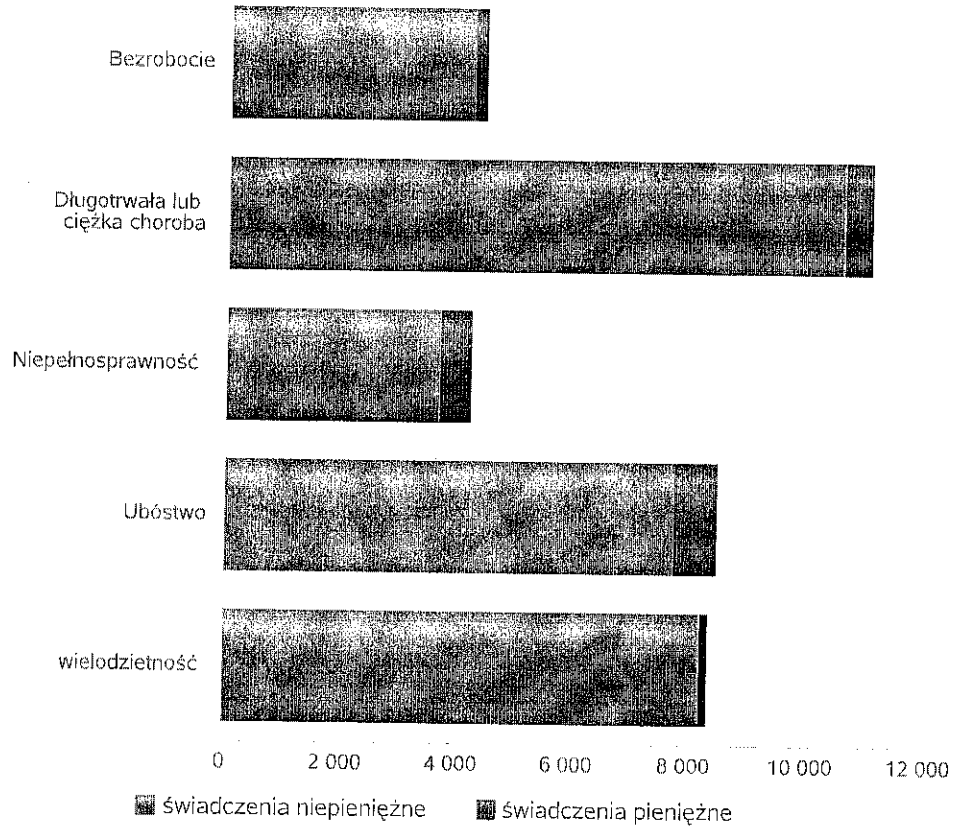 Bezrobocie
Długotrwała lub
ciężka choroba
Niepełnosprawność
Ubóstwo
wielodzietność
0 2 000 4 000 6 000 8 000 10 000 12 000
świadczenia niepieniężne świadczenia pieniężne